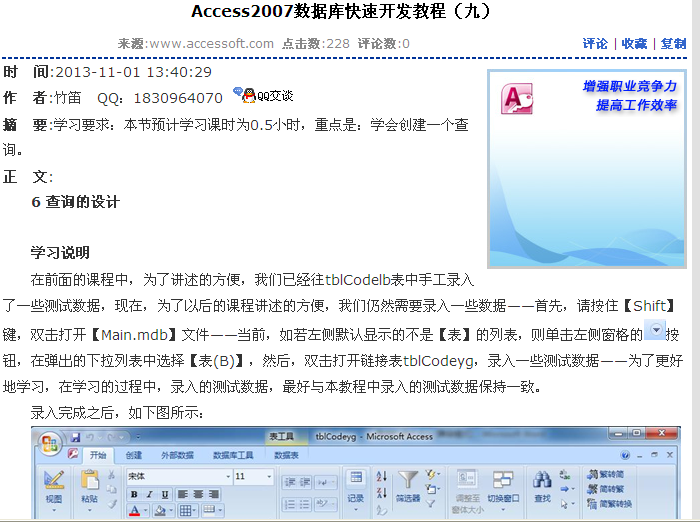 Access2007数据库快速开发教程（九）
来源:www.accessoft.com 点击数:228 评论数:0
评论 | 收藏 | 复制
时 间:2013-11-01 13:40:29
作 者:竹笛 QQ：1830964070 QQ交谈
摘 要:学习要求：本节预计学习课时为0.5小时，重点是：学会创建一个查
询。
正 文:
增强职业竞争力
提高工作效率
6 查询的设计
学习说明
在前面的课程中，为了讲述的方便，我们已经往tblCodelb表中手工录入
了一些测试数据，现在，为了以后的课程讲述的方便，我们仍然需要录入一些数据——首先，请按住【Shift】
键，双击打开【Main.mdb】文件——当前，如若左侧默认显示的不是【表】的列表，则单击左侧窗格的按
钮，在弹出的下拉列表中选择【表(B)】，然后，双击打开链接表tblCodeyg，录入一些测试数据——为了更好
地学习，在学习的过程中，录入的测试数据，最好与本教程中录入的测试数据保持一致。
录入完成之后，如下图所示：
表工具 tblCodeyg - Microsoft Access
开始 创建 外部数据 数据库工具 数据表
宋体 11
B I U
视图 粘贴 记录 筛选器 调整至 切换窗口 查找
窗体大小
繁转简
简转繁
简繁转换